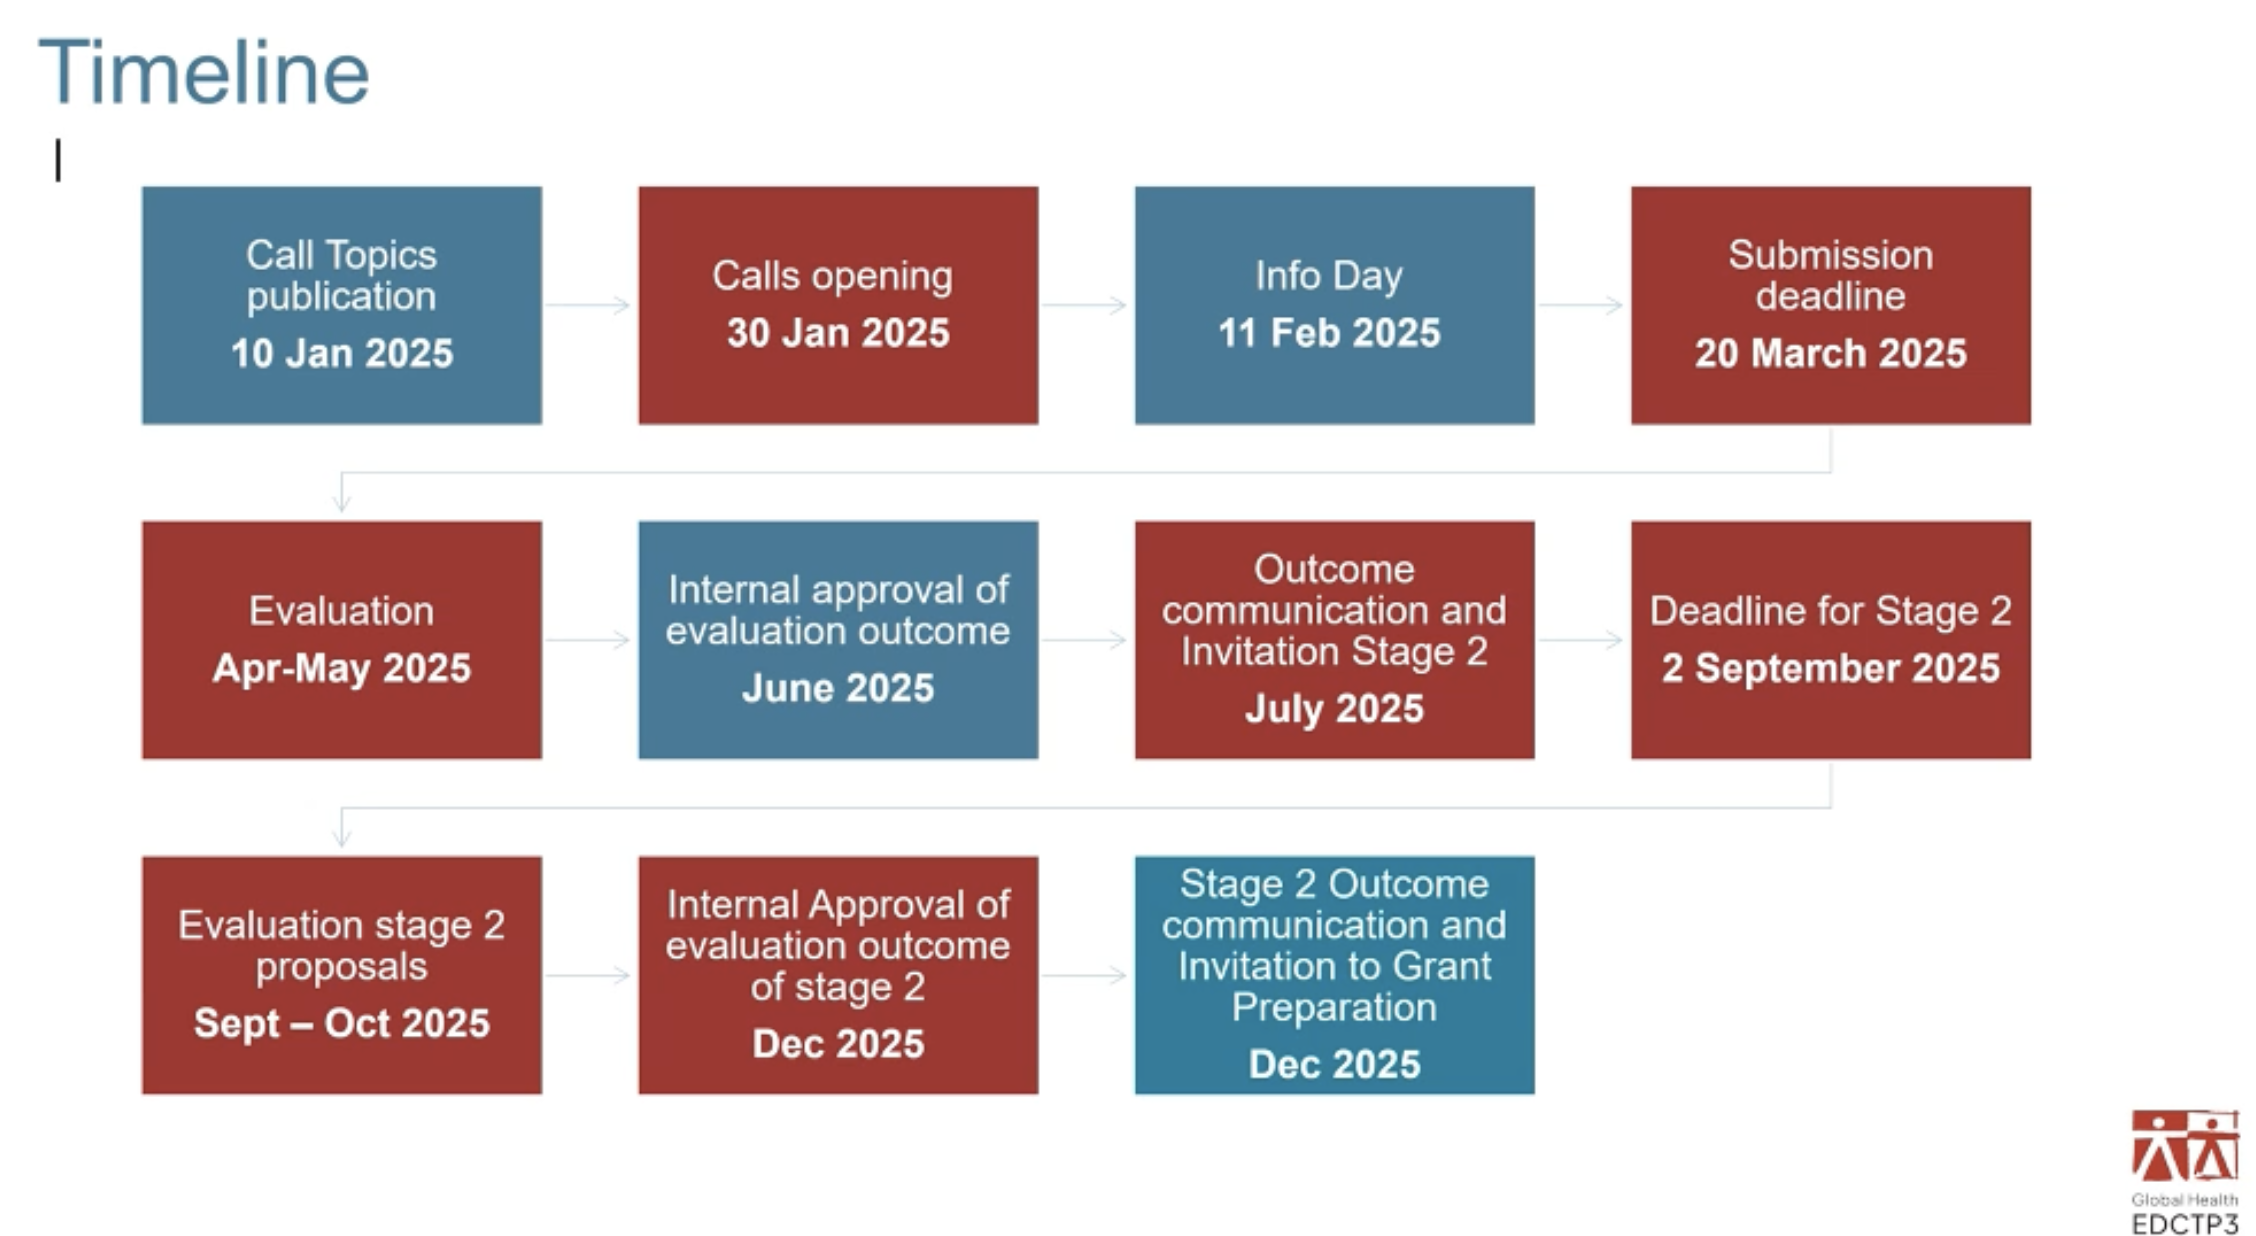 Timeline
Call Topics
publication
10 Jan 2025
Calls opening
30 Jan 2025
Info Day
11 Feb 2025
Submission
deadline
20 March 2025
Evaluation
Apr-May 2025
Internal approval of
evaluation outcome
June 2025
Outcome
communication and
Invitation Stage 2
July 2025
Deadline for Stage 2
2 September 2025
Evaluation stage 2
proposals
Sept – Oct 2025
Internal Approval of
evaluation outcome
of stage 2
Dec 2025
Stage 2 Outcome
communication and
Invitation to Grant
Preparation
Dec 2025
Global Health
EDCTP3